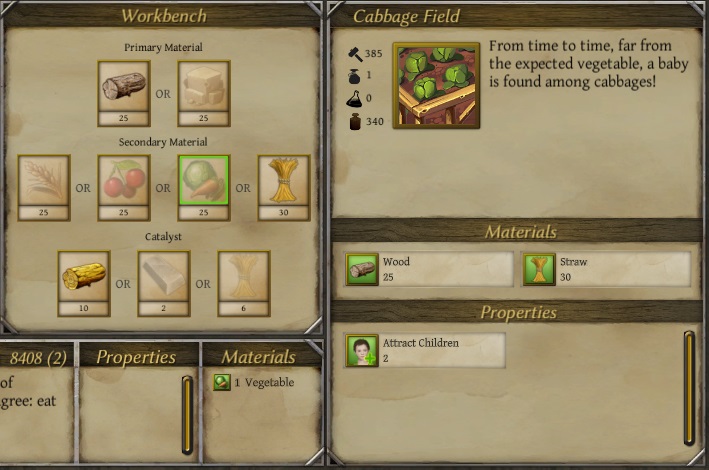 Workbench
Primary Material
OR
25
25
Secondary Material
OR OR OR
25
25
25
30
Catalyst
OR OR
10
2
6
8408 (2)
of
gree: eat
Properties
Materials
1 Vegetable
Cabbage Field
385
1
0
340
From time to time, far from
the expected vegetable, a baby
is found among cabbages!
Materials
Wood
25
Straw
30
Properties
Attract Children
2